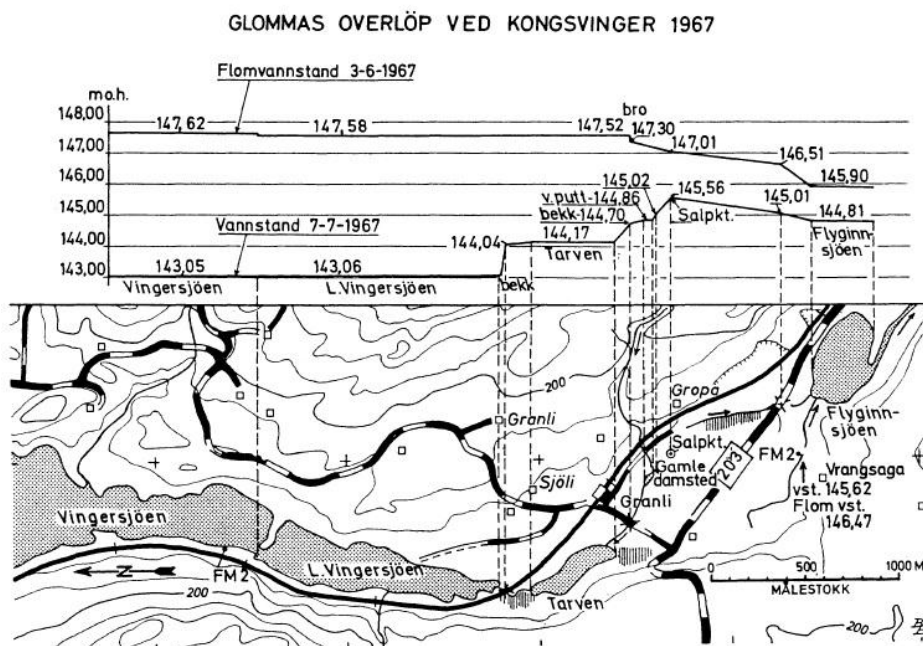 GLOMMAS OVERLÖP VED KONGSVINGER 1967
Flomvannstand 3-6-1967
m.o.h.
bro
148,00
147,62
147,58
147,52
147,30
147,00
147,01
146,51
146,00
145,02
145,56
145,90
v.putt-144,86
145,01
145,00
bekk-144,70
Salpkt.
144,81
Vannstand 7-7-1967
144,04
144,17
Flyginn-
sjöen
144,00
Tarven
143,00
143,05
143,06
Vingersjöen
L.Vingersjöen
bekk
200
Gropa
Granli
Flyginn-
sjöen
Salpkt.
Gamle
damsted
203
FM2
Vrangsaga
Sjöli
Granli
vst. 145,62
Flom vst.
146,47
Vingersjöen
FM2
N
L.Vingersjöen
Tarven
0 500 1000 M
MÅLESTOKK
200
200